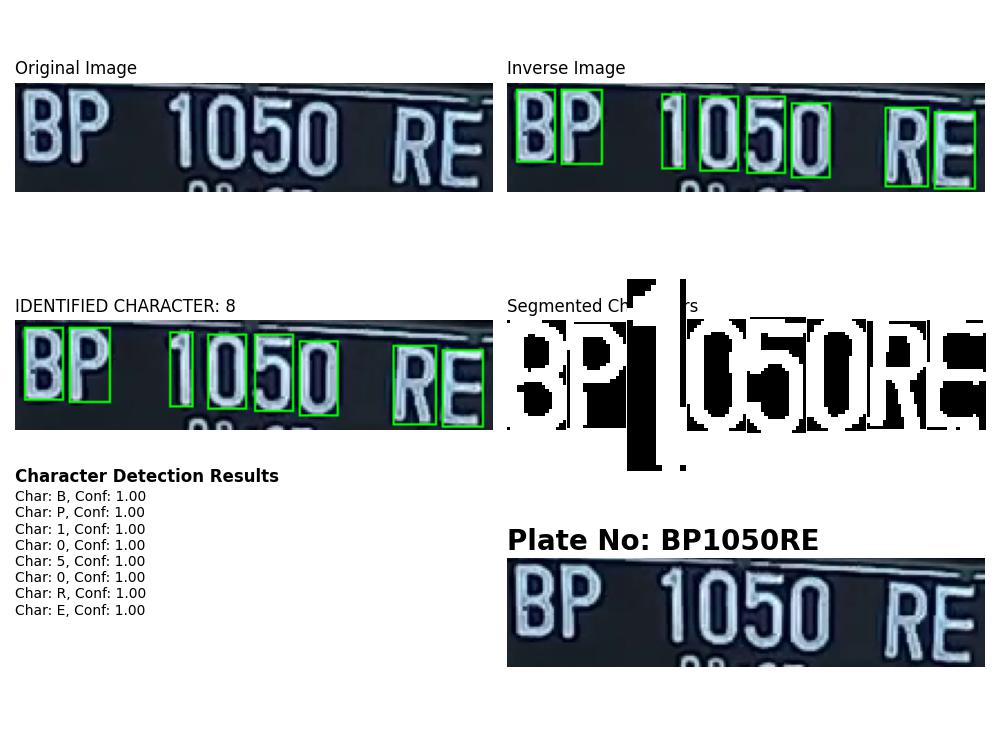 Original Image
BP 1050 RE
Inverse Image
BP 1050 RE
IDENTIFIED CHARACTER: 8
BP 1050 RE
Segmented Ch rs
BP1050RE
Character Detection Results
Char: B, Conf: 1.00
Char: P, Conf: 1.00
Char: 1, Conf: 1.00
Char: 0, Conf: 1.00
Char: 5, Conf: 1.00
Char: 0, Conf: 1.00
Char: R, Conf: 1.00
Char: E, Conf: 1.00
Plate No: BP1050RE
BP 1050 RE